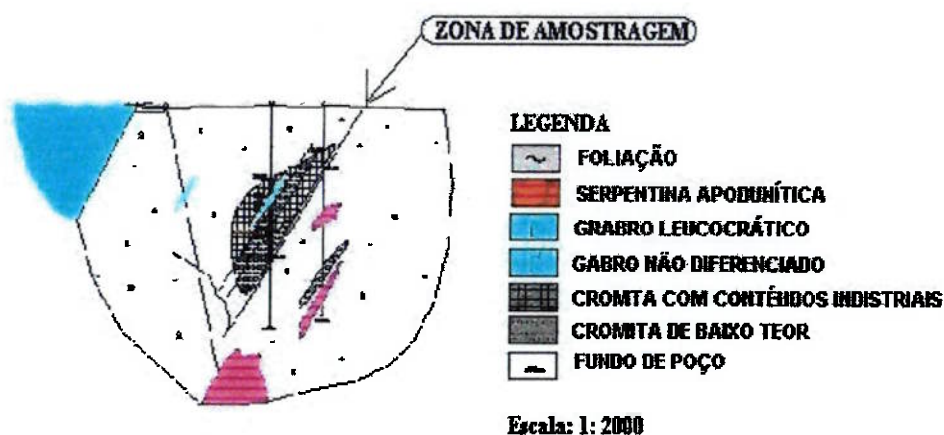 ZONA DE AMOSTRAGEM
LEGENDA
FOLIAÇÃO
SERPENTINA APODUNÍTICA
GRABRO LEUCOCRÁTICO
GABRO NÃO DIFERENCIADO
CROMTA COM CONTÉUDOS INDISTRIAIS
CROMITA DE BAIXO TEOR
FUNDO DE POÇO
Escala: 1: 2000